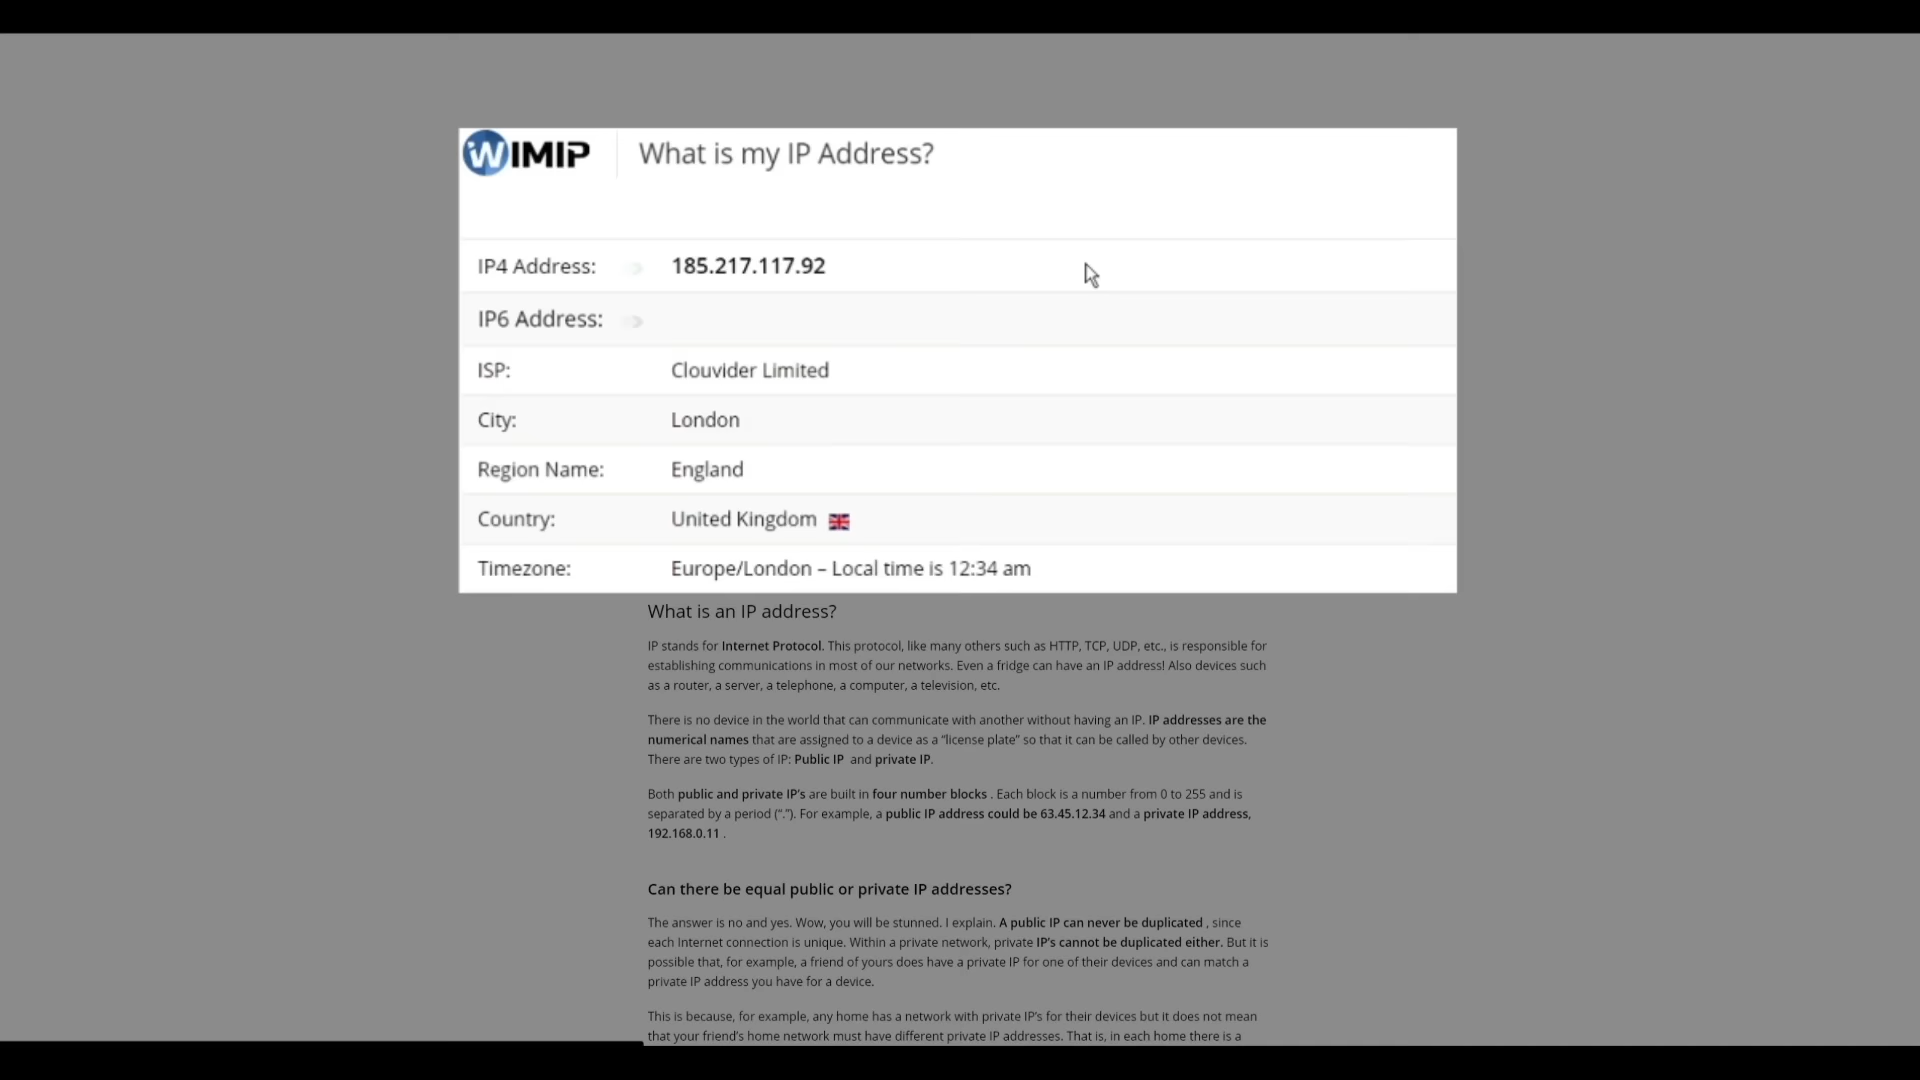 WIMIP
What is my IP Address?
IP4 Address: 185.217.117.92
IP6 Address:
ISP: Clouvider Limited
City: London
Region Name: England
Country: United Kingdom
Timezone: Europe/London – Local time is 12:34 am
What is an IP address?
IP stands for Internet Protocol. This protocol, like many others such as HTTP, TCP, UDP, etc., is responsible for
establishing communications in most of our networks. Even a fridge can have an IP address! Also devices such
as a router, a server, a telephone, a computer, a television, etc.
There is no device in the world that can communicate with another without having an IP. IP addresses are the
numerical names that are assigned to a device as a “license plate” so that it can be called by other devices.
There are two types of IP: Public IP and private IP.
Both public and private IP’s are built in four number blocks . Each block is a number from 0 to 255 and is
separated by a period (“.”). For example, a public IP address could be 63.45.12.34 and a private IP address,
192.168.0.11 .
Can there be equal public or private IP addresses?
The answer is no and yes. Wow, you will be stunned. I explain. A public IP can never be duplicated , since
each Internet connection is unique. Within a private network, private IP’s cannot be duplicated either. But it is
possible that, for example, a friend of yours does have a private IP for one of their devices and can match a
private IP address you have for a device.
This is because, for example, any home has a network with private IP’s for their devices but it does not mean
that your friend’s home network must have different private IP addresses. That is, in each home there is a